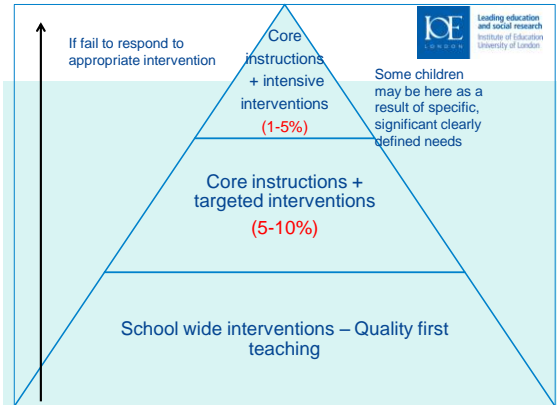 If fail to respond to
appropriate intervention
Core
instructions
+ intensive
interventions
(1-5%)
IOE
LONDON
Leading education
and social research
Institute of Education
University of London
Some children
may be here as a
result of specific,
significant clearly
defined needs
Core instructions +
targeted interventions
(5-10%)
School wide interventions – Quality first
teaching